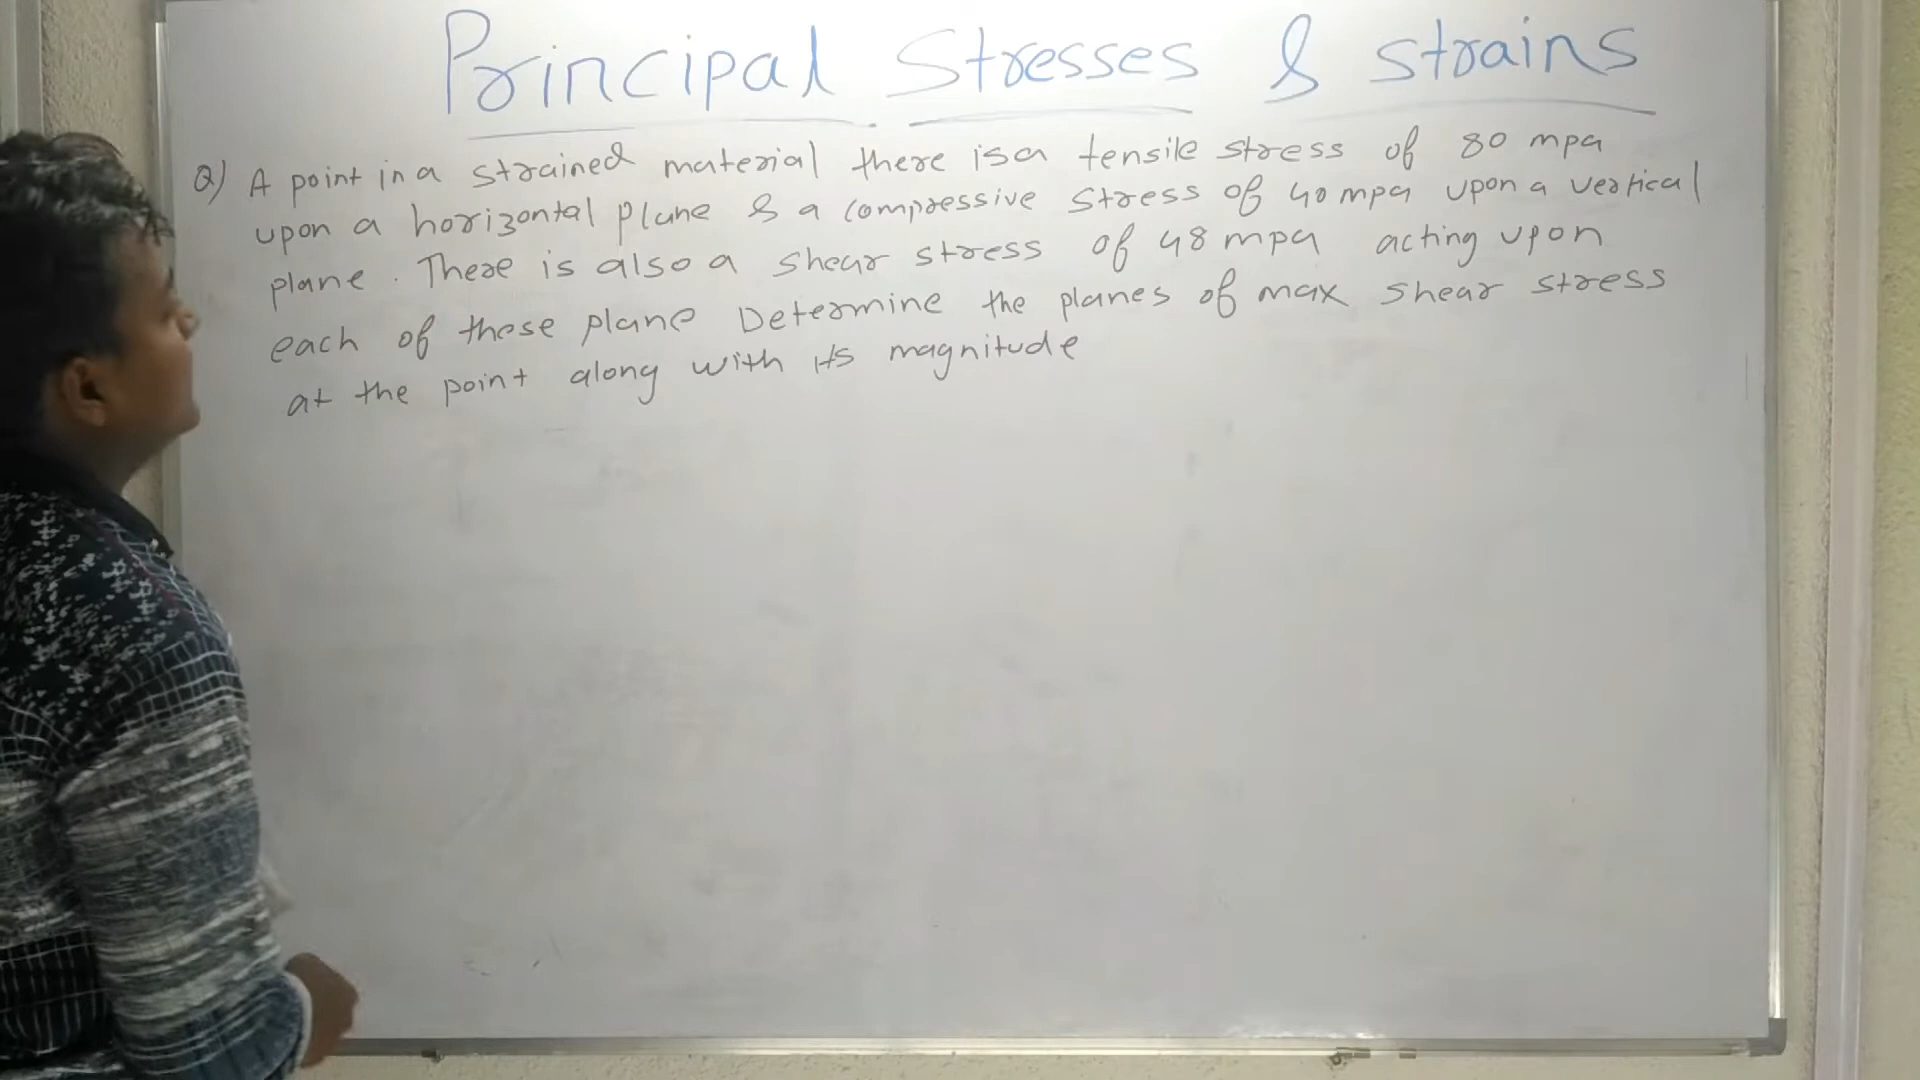 Principal Stresses & strains
Q) A point in a strained material there is a tensile stress of 80 mpa
upon a horizontal plane & a compressive stress of 40 mpa upon a vertical
plane. There is also a shear stress of 48 mpa acting upon
each of these plane Determine the planes of max shear stress
at the point along with its magnitude